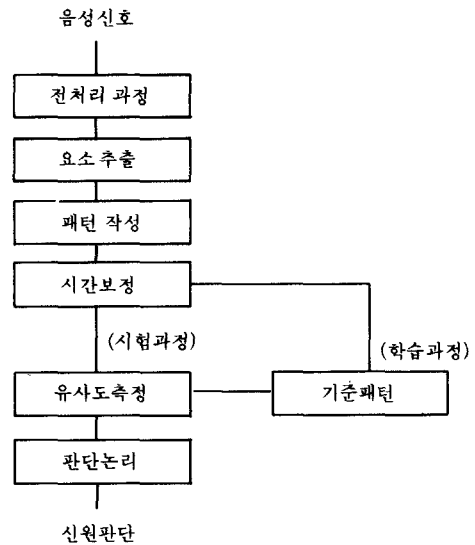 음성신호
전처리 과정
요소 추출
패턴 작성
시간보정
(시험과정)
(학습과정)
유사도측정
기준패턴
판단논리
신원판단